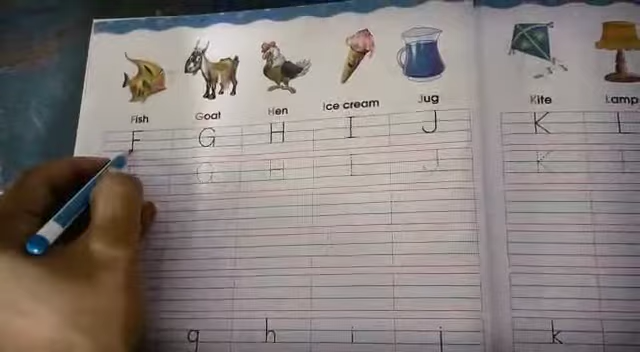 Fish Goat Hen Ice cream Jug Kite Lamp
F G H I J K L
G H I J K
g h i j k